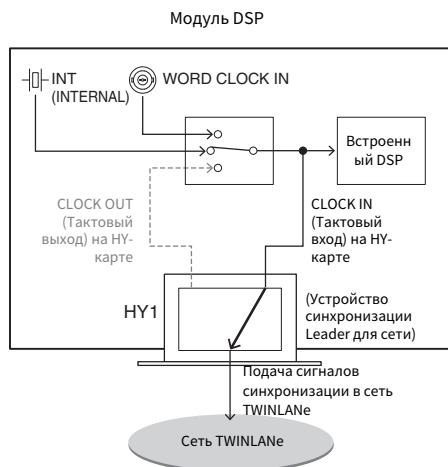 Модуль DSP
INT
(INTERNAL)
WORD CLOCK IN
Встроенн
ый DSP
CLOCK OUT
(Тактовый
выход) на HY-
карте
CLOCK IN
(Тактовый
вход) на HY-
карте
HY1
(Устройство
синхронизации
Leader для сети)
Подача сигналов
синхронизации в сеть
TWINLANe
Сеть TWINLANe